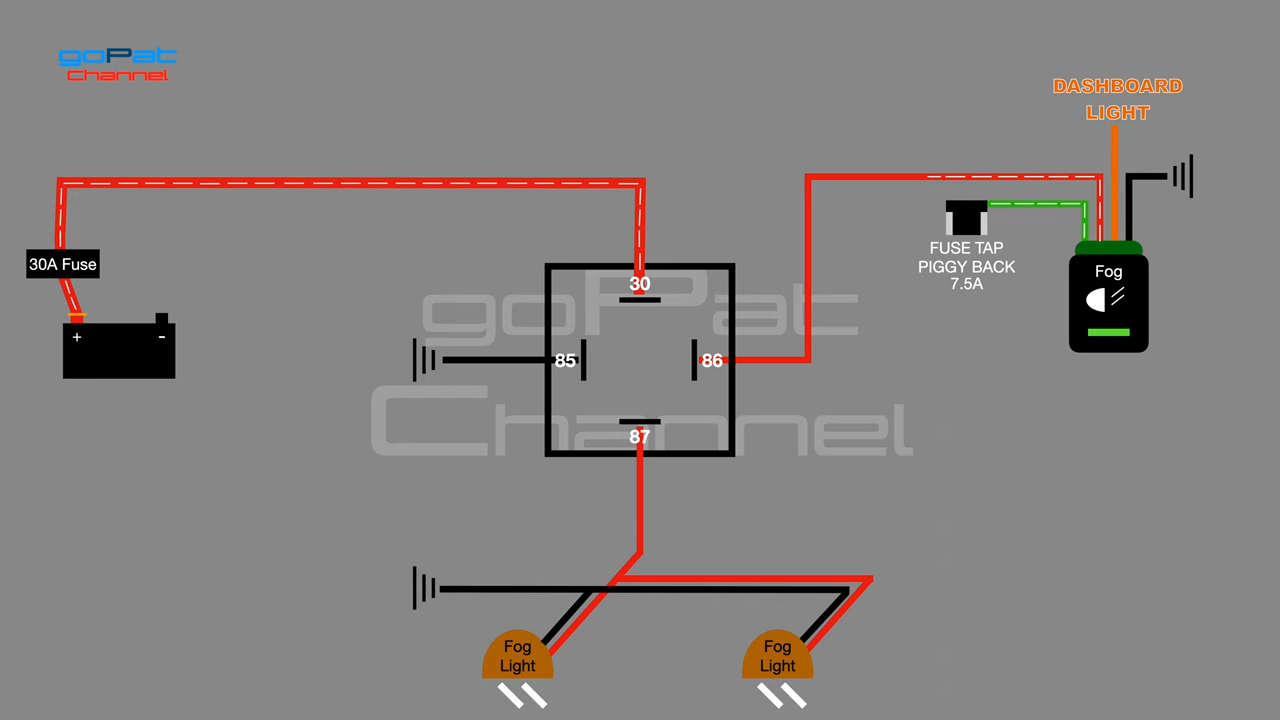 goPat
Channel
DASHBOARD
LIGHT
30A Fuse
+ -
FUSE TAP
PIGGY BACK
7.5A
Fog
30
85
86
87
goPat
Channel
Fog
Light
Fog
Light